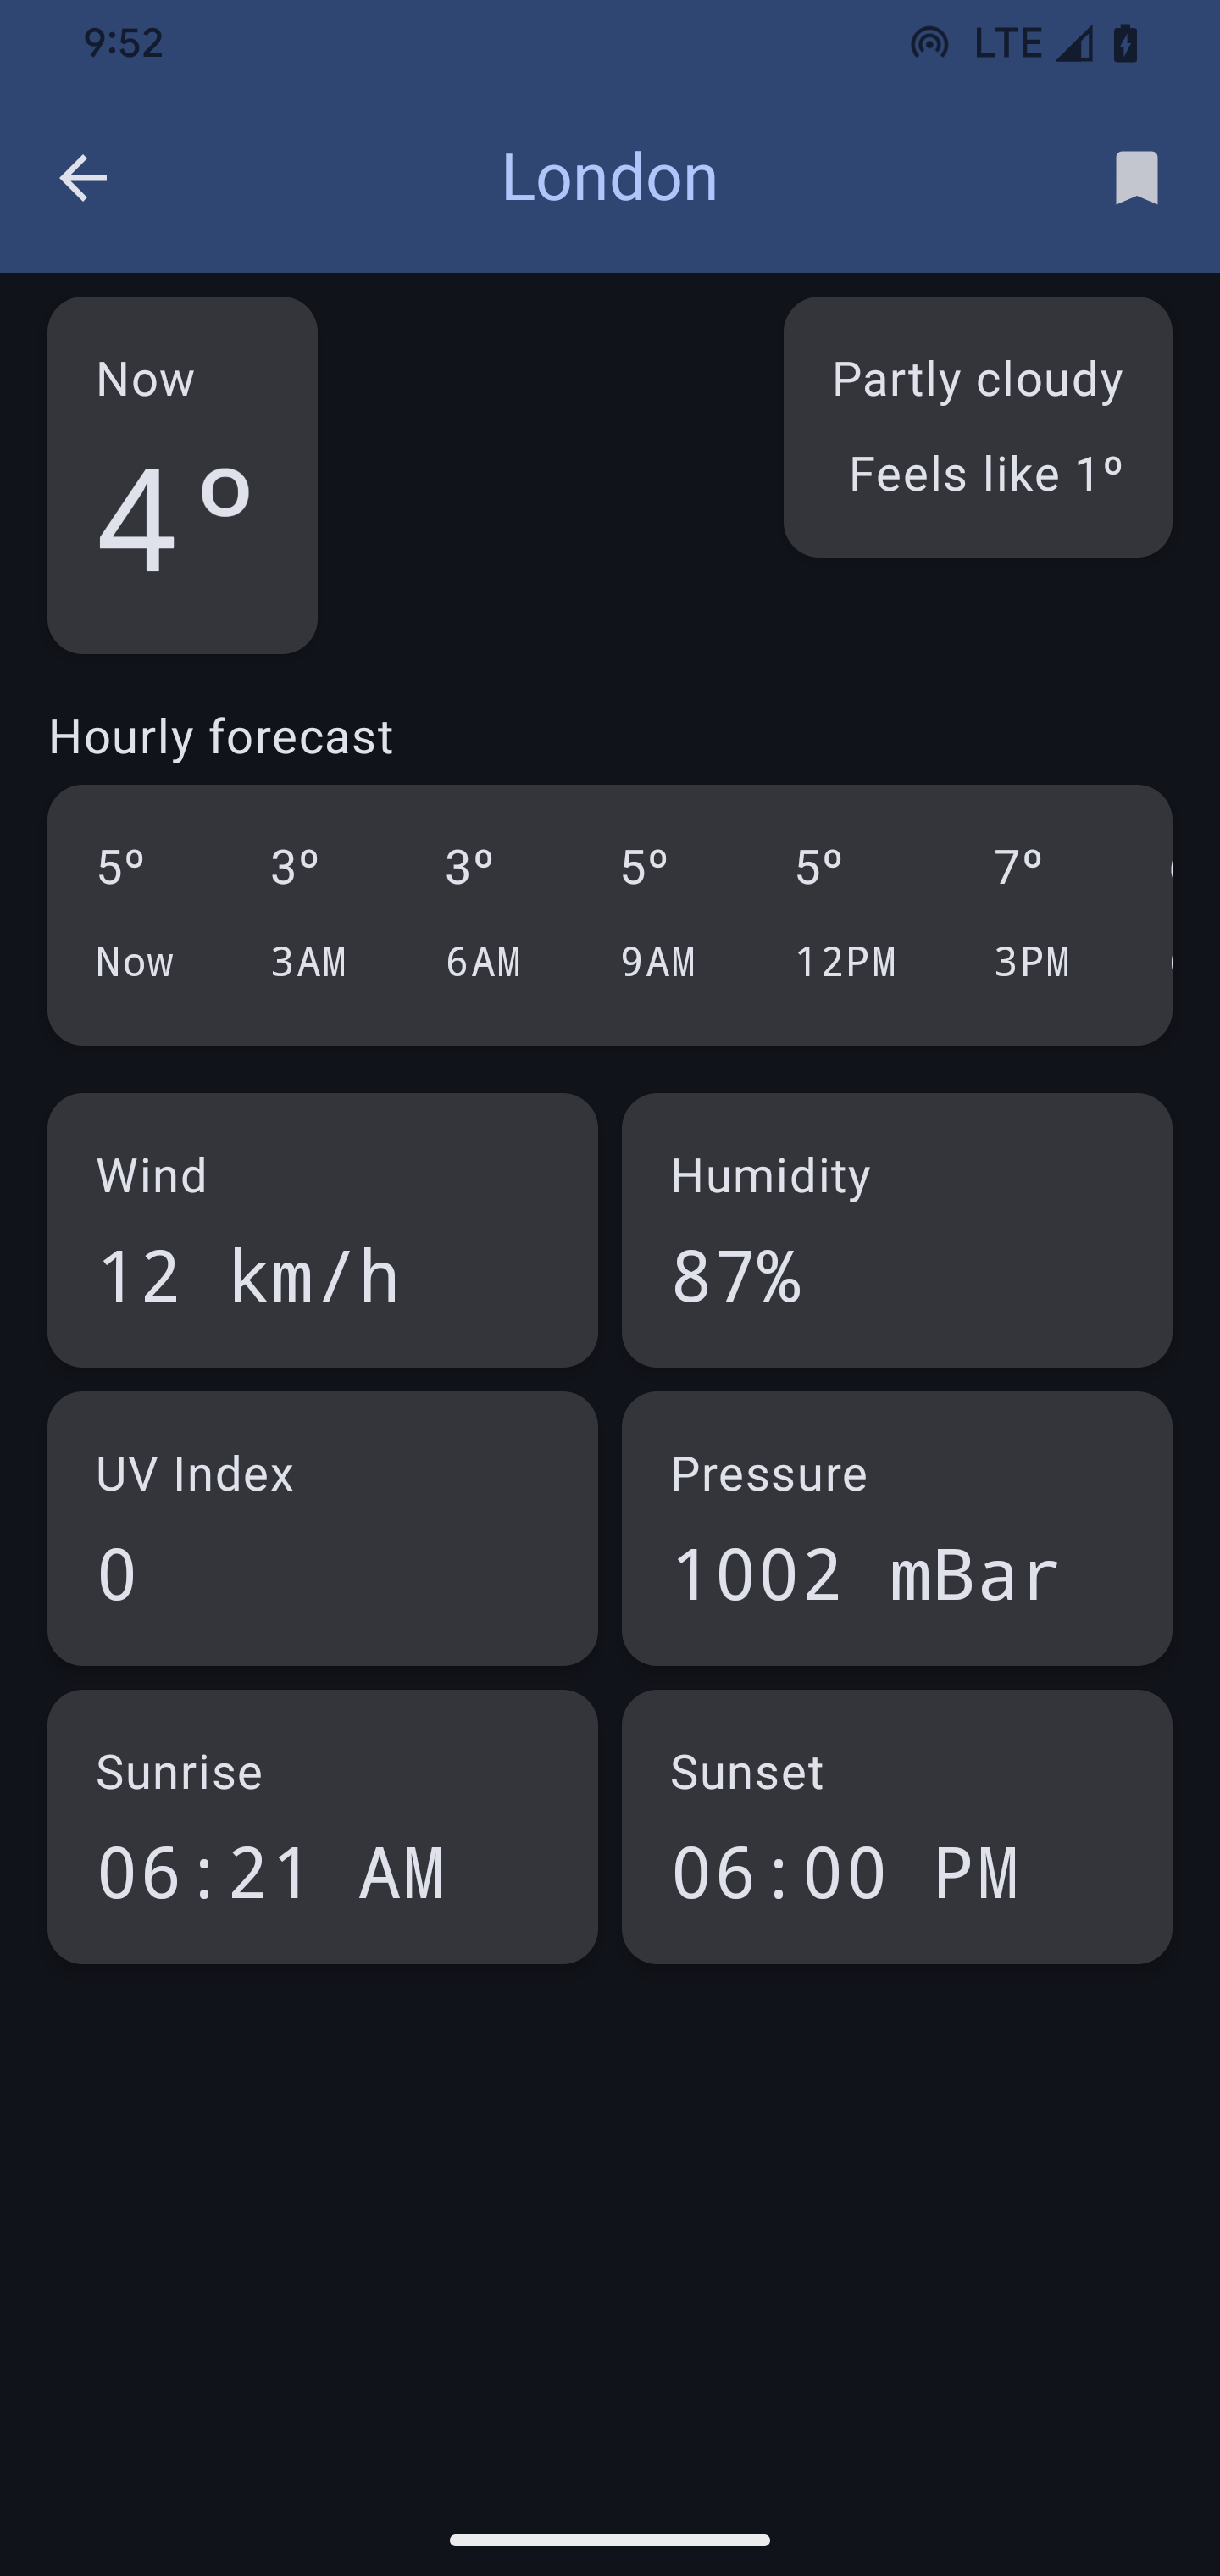 9:52 LTE
London
Now
4º
Partly cloudy
Feels like 1º
Hourly forecast
5º 3º 3º 5º 5º 7º
Now 3AM 6AM 9AM 12PM 3PM
Wind
12 km/h
Humidity
87%
UV Index
0
Pressure
1002 mBar
Sunrise
06:21 AM
Sunset
06:00 PM